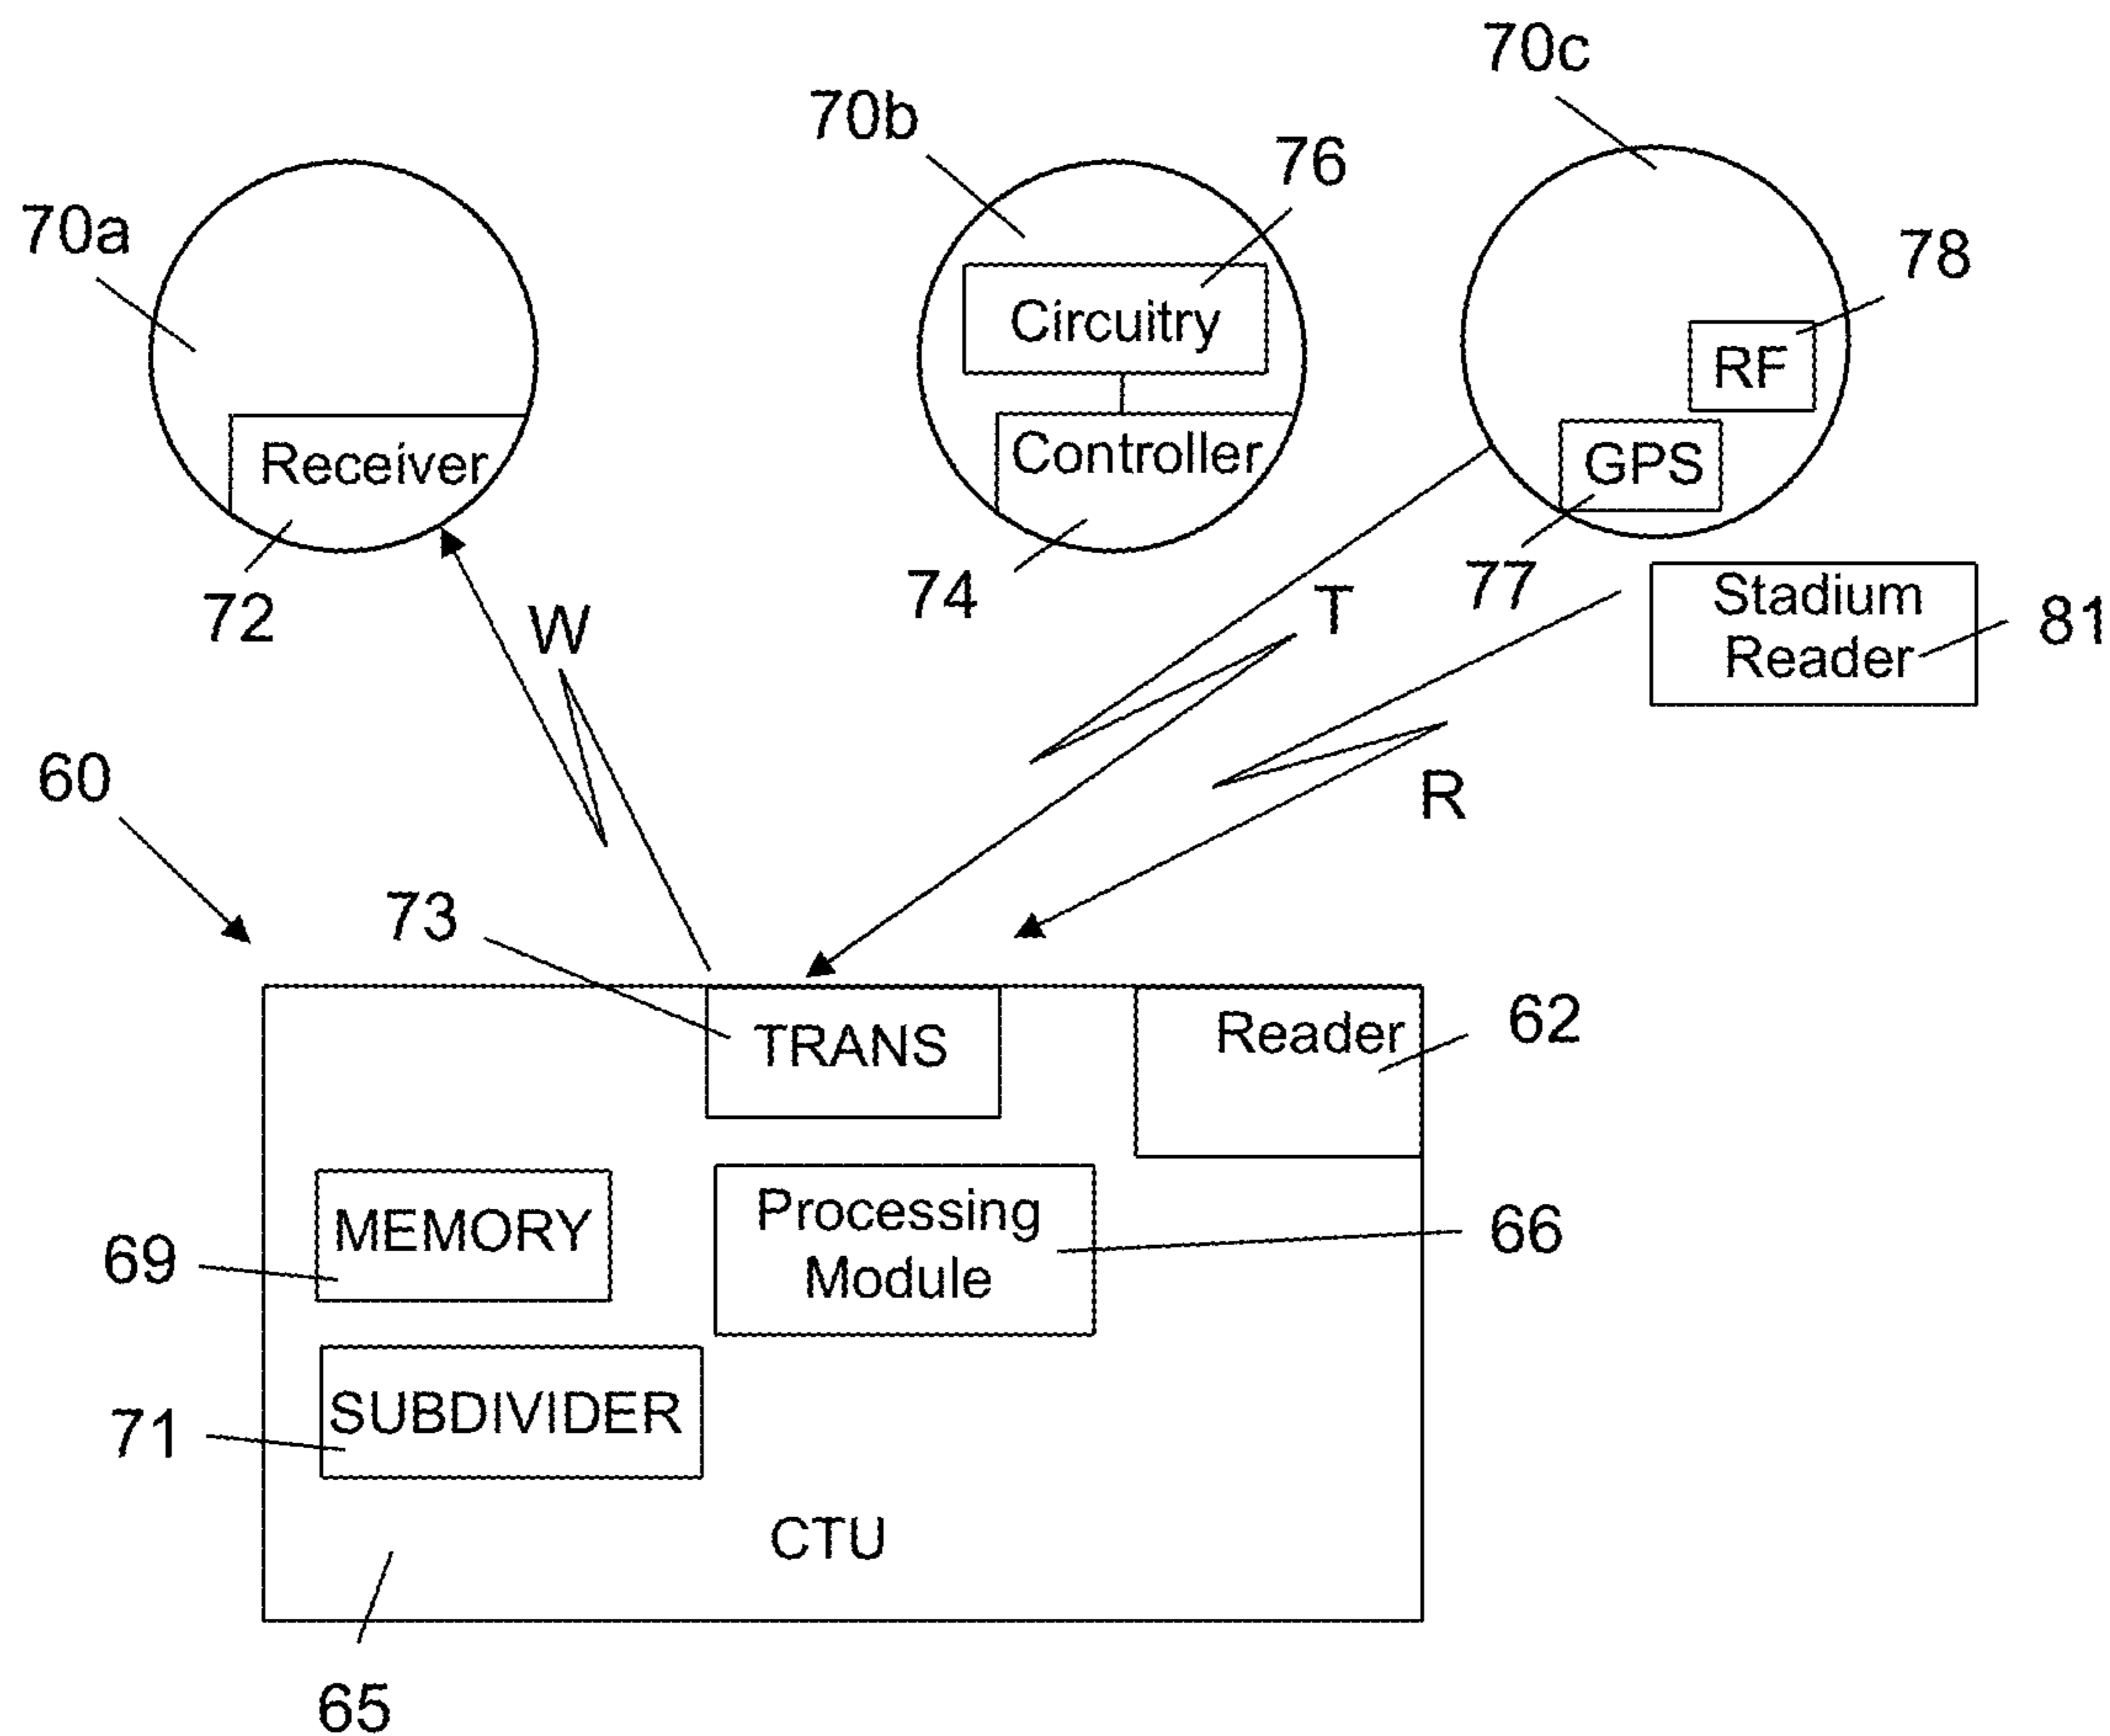 70c
70b
76
70a
78
Circuitry
RF
Receiver
Controller
GPS
72
74
77
Stadium
Reader
81
W
T
60
R
73
TRANS
Reader
62
MEMORY
Processing
Module
66
69
SUBDIVIDER
71
CTU
65